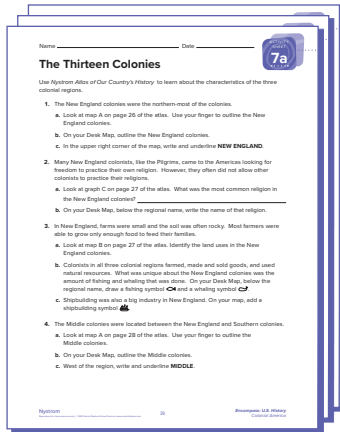 Name Date
ACTIVITY
SHEET
7a
The Thirteen Colonies
Use Nystrom Atlas of Our Country's History to learn about the characteristics of the three
colonial regions.
1. The New England colonies were the northern-most of the colonies.
a. Look at map A on page 26 of the atlas. Use your finger to outline the New
England colonies.
b. On your Desk Map, outline the New England colonies.
c. In the upper right corner of the map, write and underline NEW ENGLAND.
2. Many New England colonists, like the Pilgrims, came to the Americas looking for
freedom to practice their own religion. However, they often did not allow other
colonists to practice their religions.
a. Look at graph C on page 27 of the atlas. What was the most common religion in
the New England colonies?
b. On your Desk Map, below the regional name, write the name of that religion.
3. In New England, farms were small and the soil was often rocky. Most farmers were
able to grow only enough food to feed their families.
a. Look at map B on page 27 of the atlas. Identify the land uses in the New
England colonies.
b. Colonists in all three colonial regions farmed, made and sold goods, and used
natural resources. What was unique about the New England colonies was the
amount of fishing and whaling that was done. On your Desk Map, below the
regional name, draw a fishing symbol and a whaling symbol .
c. Shipbuilding was also a big industry in New England. On your map, add a
shipbuilding symbol .
4. The Middle colonies were located between the New England and Southern colonies.
a. Look at map A on page 28 of the atlas. Use your finger to outline the
Middle colonies.
b. On your Desk Map, outline the Middle colonies.
c. West of the region, write and underline MIDDLE.
Nystrom
Encompass: U.S. History
Colonial America